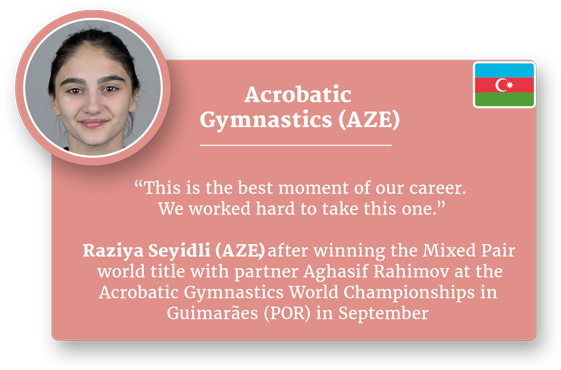 Acrobatic
Gymnastics (AZE)
“This is the best moment of our career.
We worked hard to take this one.”
Raziya Seyidli (AZE) after winning the Mixed Pair
world title with partner Aghasif Rahimov at the
Acrobatic Gymnastics World Championships in
Guimarães (POR) in September